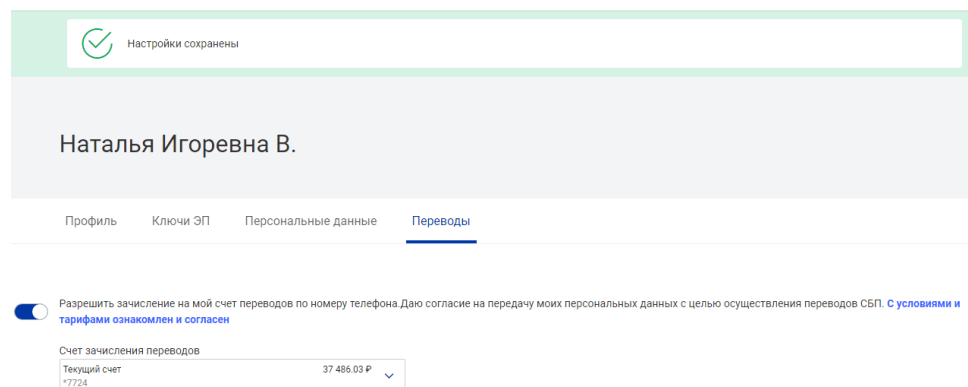 Настройки сохранены
Наталья Игоревна В.
Профиль Ключи ЭП Персональные данные Переводы
Разрешить зачисление на мой счет переводов по номеру телефона.Даю согласие на передачу моих персональных данных с целью осуществления переводов СБП. С условиями и
тарифами ознакомлен и согласен
Счет зачисления переводов
Текущий счет 37 486.03 ₽
*7724